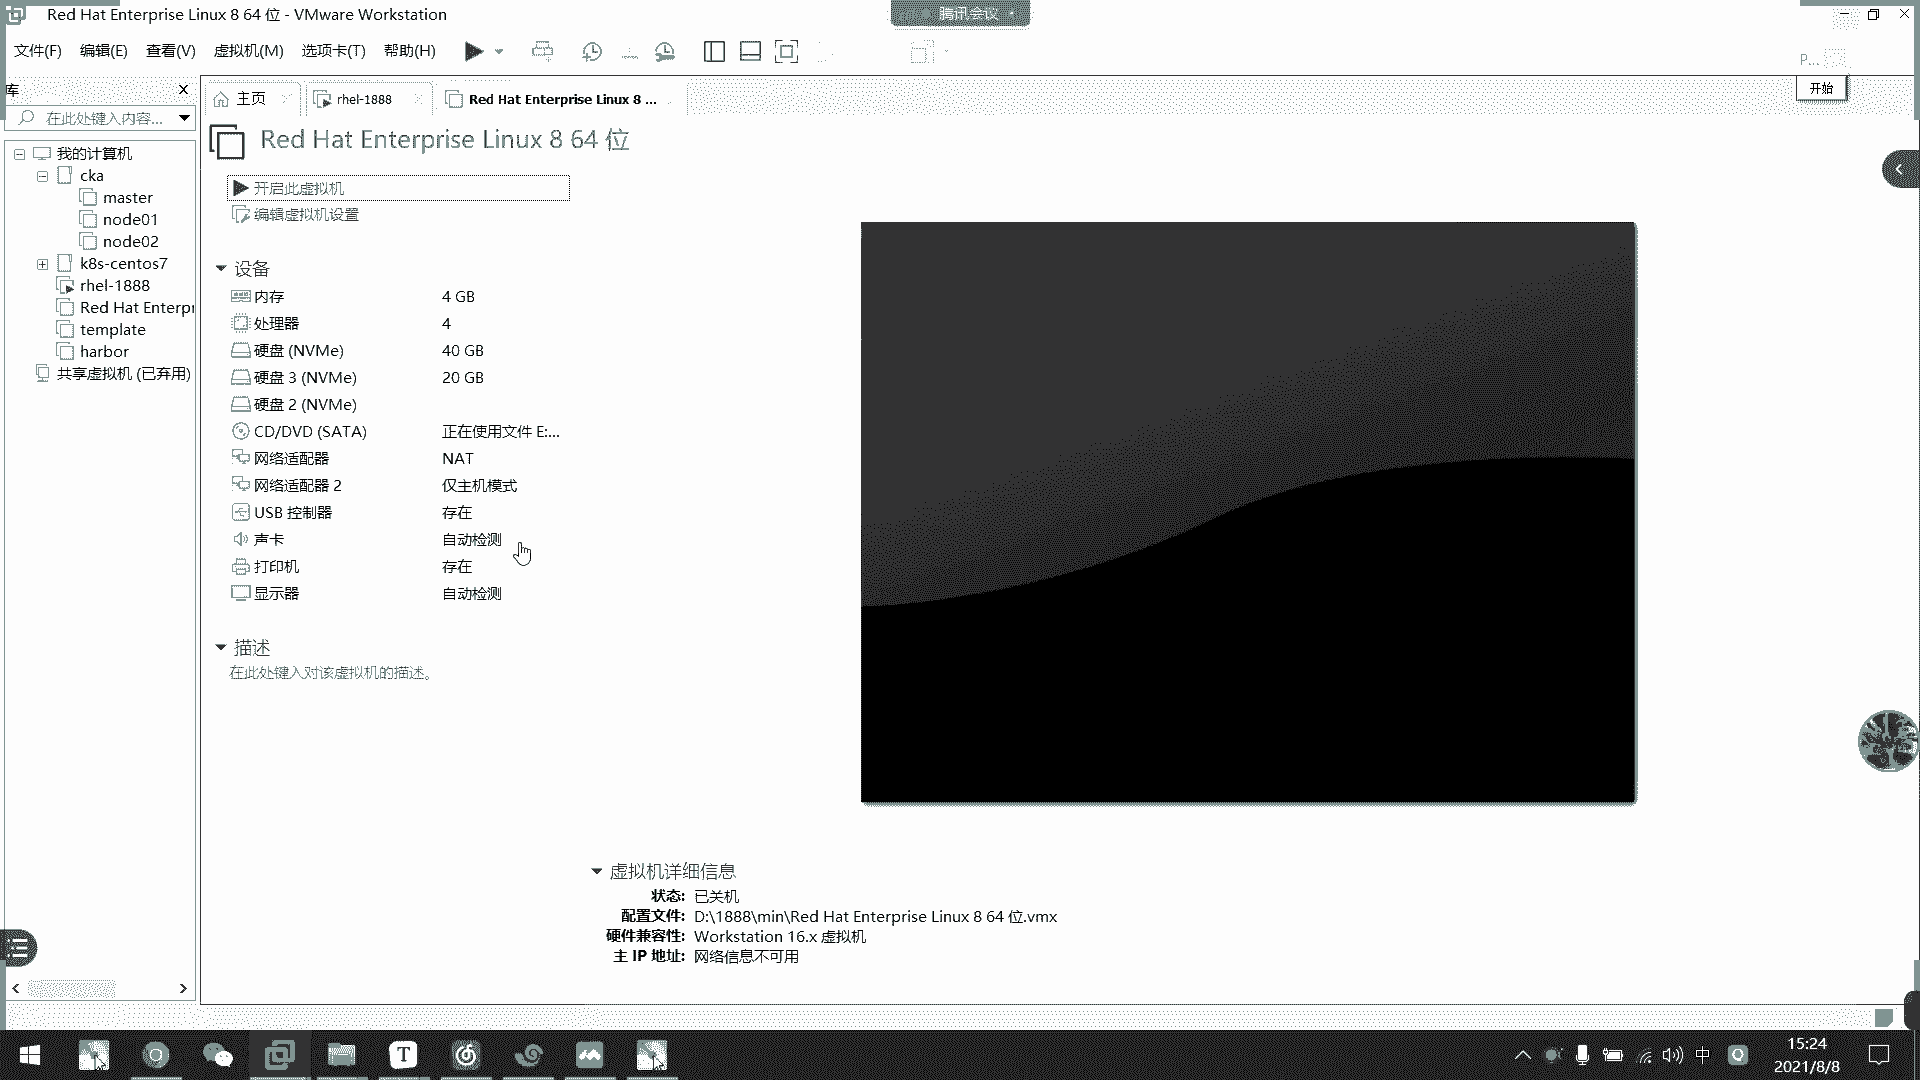 Red Hat Enterprise Linux 8 64 位 - VMware Workstation
腾讯会议
文件(F) 编辑(E) 查看(V) 虚拟机(M) 选项卡(T) 帮助(H)
P...
库
开始
主页
rhel-1888
Red Hat Enterprise Linux 8 ...
在此处键入内容...
Red Hat Enterprise Linux 8 64 位
我的计算机
cka
master
node01
node02
k8s-centos7
rhel-1888
Red Hat Enterpr
template
harbor
共享虚拟机 (已弃用)
开启此虚拟机
编辑虚拟机设置
设备
内存 4 GB
处理器 4
硬盘 (NVMe) 40 GB
硬盘 3 (NVMe) 20 GB
硬盘 2 (NVMe)
CD/DVD (SATA) 正在使用文件 E:...
网络适配器 NAT
网络适配器 2 仅主机模式
USB 控制器 存在
声卡 自动检测
打印机 存在
显示器 自动检测
描述
在此处键入对该虚拟机的描述。
虚拟机详细信息
状态: 已关机
配置文件: D:\1888\min\Red Hat Enterprise Linux 8 64 位.vmx
硬件兼容性: Workstation 16.x 虚拟机
主 IP 地址: 网络信息不可用
T
中
15:24
2021/8/8